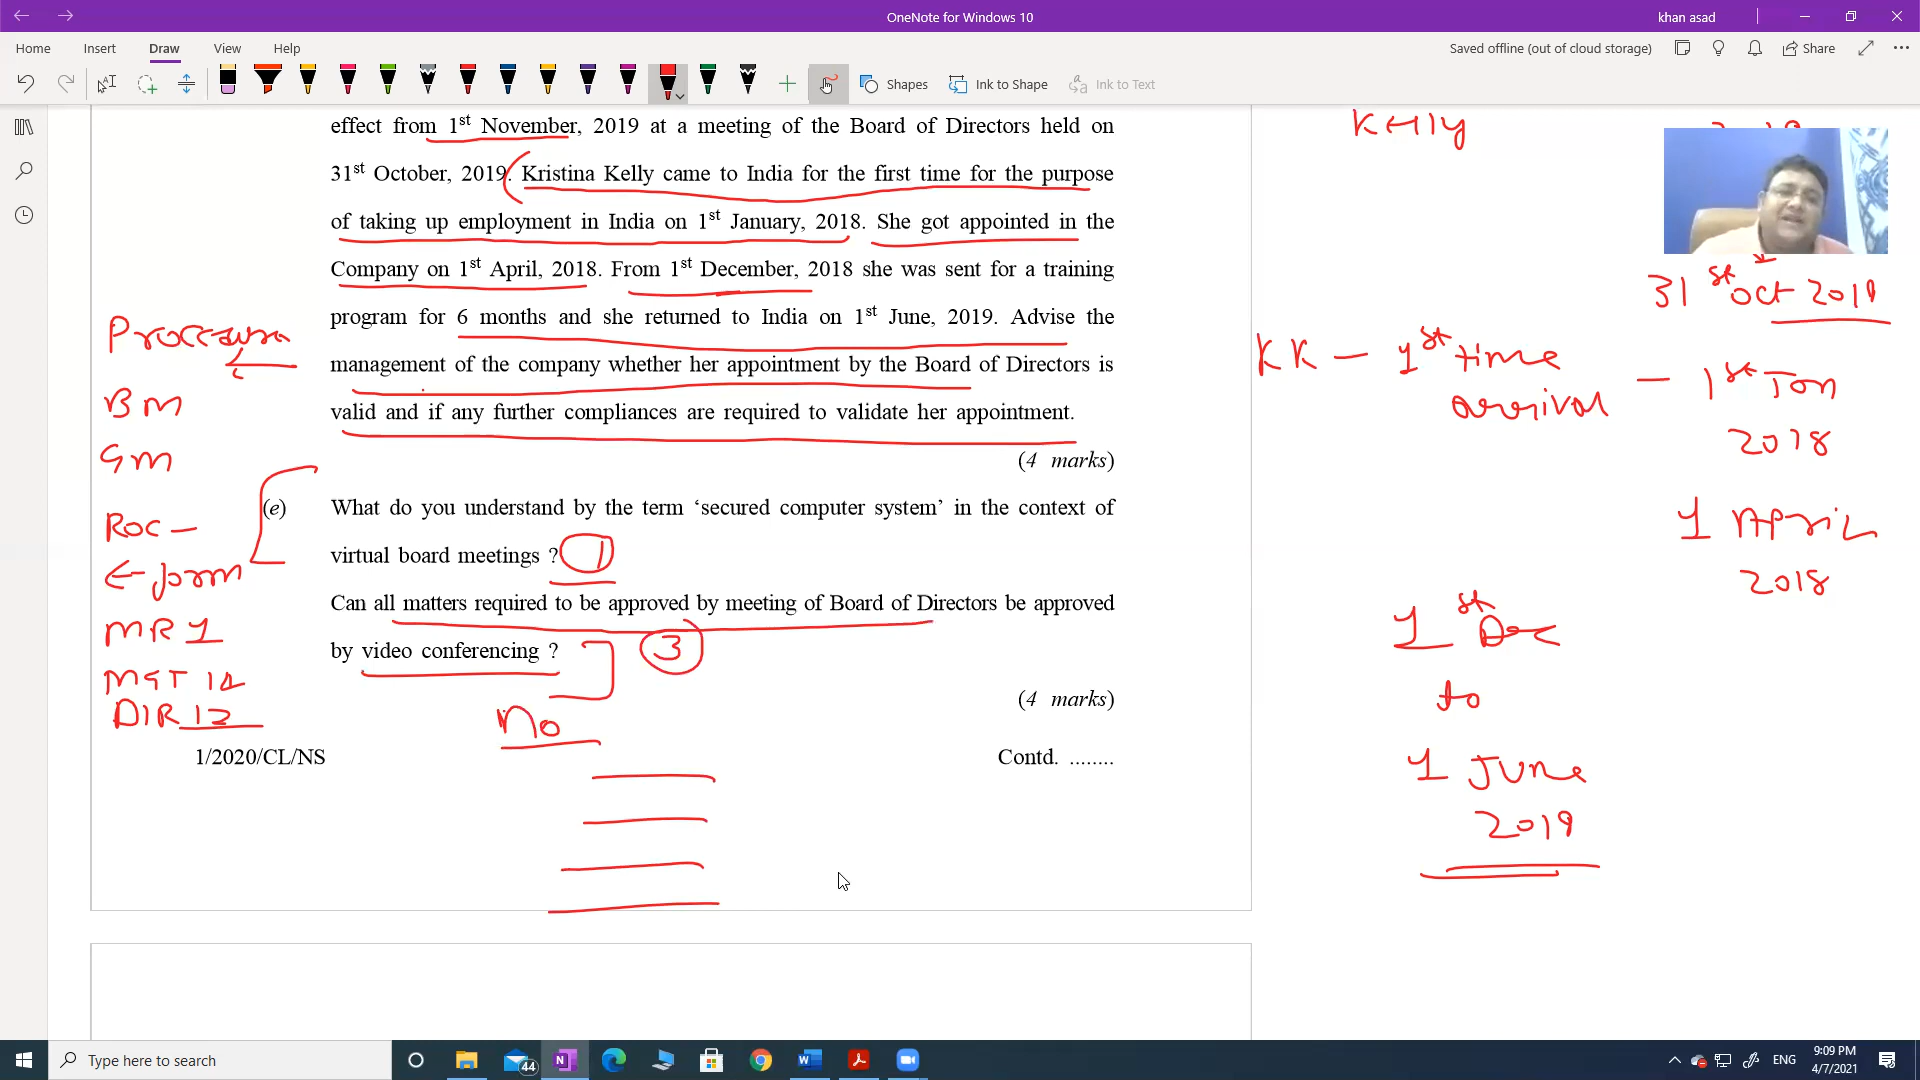 OneNote for Windows 10
khan asad
Home Insert Draw View Help
Saved offline (out of cloud storage)
Share
Shapes
Ink to Shape
Ink to Text
effect from 1st November, 2019 at a meeting of the Board of Directors held on
31st October, 2019. Kristina Kelly came to India for the first time for the purpose
of taking up employment in India on 1st January, 2018. She got appointed in the
Company on 1st April, 2018. From 1st December, 2018 she was sent for a training
program for 6 months and she returned to India on 1st June, 2019. Advise the
management of the company whether her appointment by the Board of Directors is
valid and if any further compliances are required to validate her appointment.
(4 marks)
(e) What do you understand by the term ‘secured computer system’ in the context of
virtual board meetings ?
1
Can all matters required to be approved by meeting of Board of Directors be approved
by video conferencing ?
3
(4 marks)
No
1/2020/CL/NS
Contd. ........
BM
GM
ROC –
form
MR 1
MGT 14
DIR 12
Kelly
31st Oct 2019
KK – 1st time
arrival – 1st Jan
2018
1 April
2018
1st Dec
to
1 June
2019
Type here to search
44
ENG
9:09 PM
4/7/2021